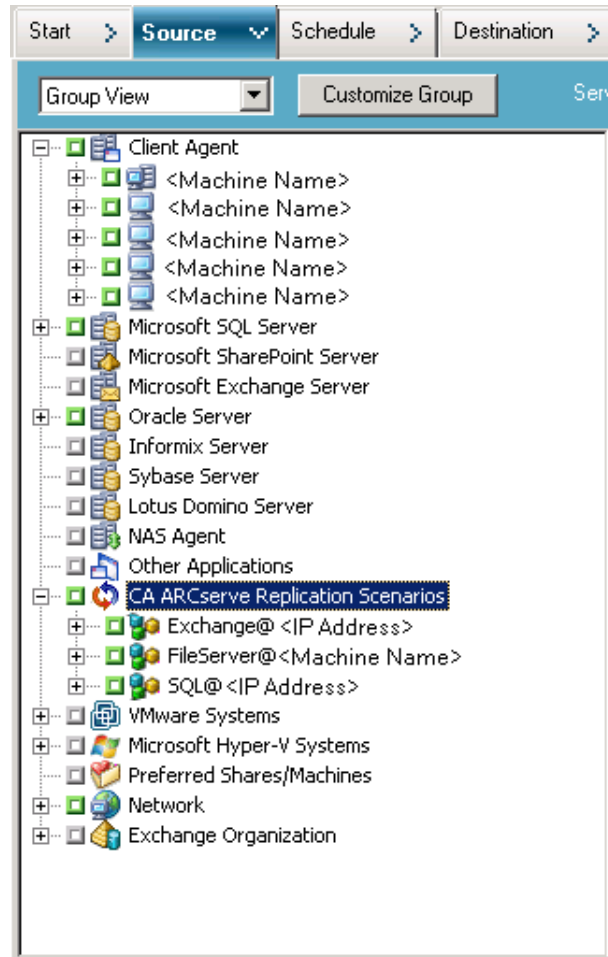 Start Source Schedule Destination
Group View Customize Group Serv
Client Agent
<Machine Name>
<Machine Name>
<Machine Name>
<Machine Name>
<Machine Name>
Microsoft SQL Server
Microsoft SharePoint Server
Microsoft Exchange Server
Oracle Server
Informix Server
Sybase Server
Lotus Domino Server
NAS Agent
Other Applications
CA ARCserve Replication Scenarios
Exchange@ <IP Address>
FileServer@<Machine Name>
SQL@ <IP Address>
VMware Systems
Microsoft Hyper-V Systems
Preferred Shares/Machines
Network
Exchange Organization